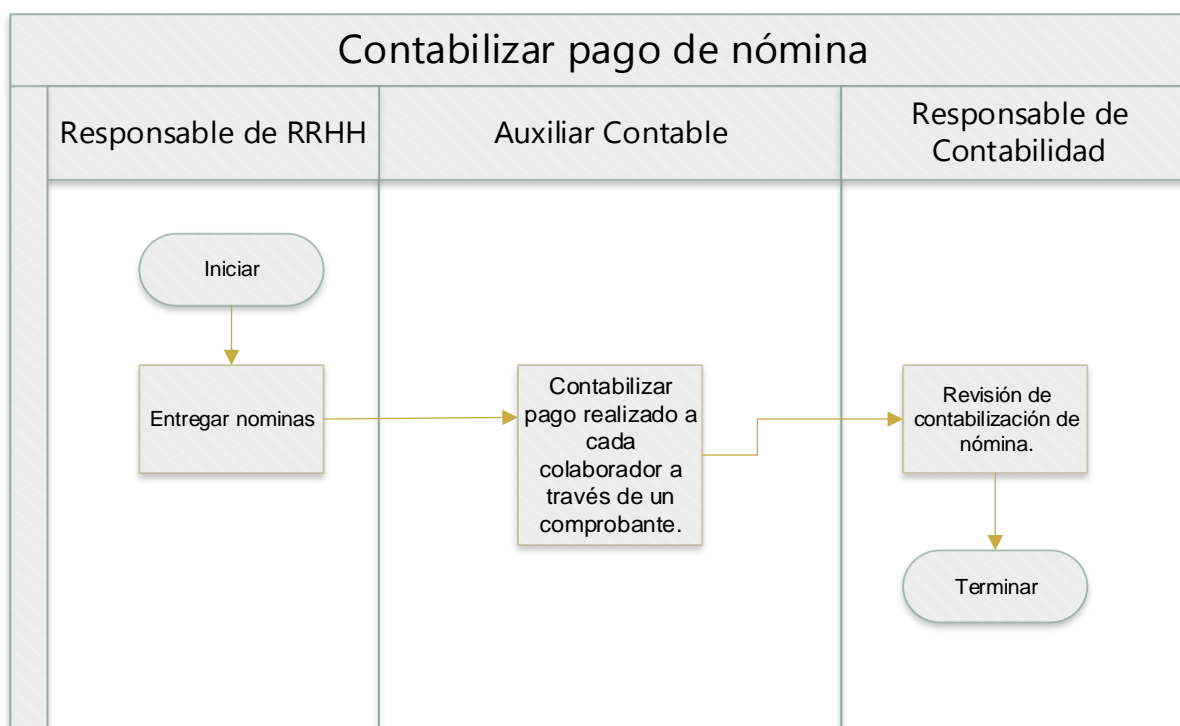 Contabilizar pago de nómina
Responsable de RRHH
Auxiliar Contable
Responsable de
Contabilidad
Iniciar
Entregar nominas
Contabilizar
pago realizado a
cada
colaborador a
través de un
comprobante.
Revisión de
contabilización de
nómina.
Terminar